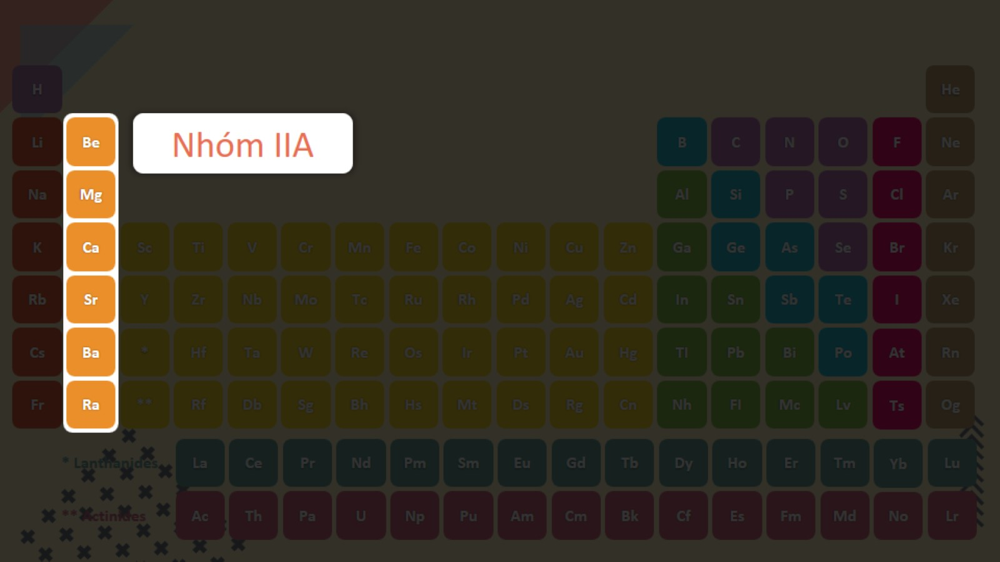 H He
Li Be Nhóm IIA B C N O F Ne
Na Mg Al Si P S Cl Ar
K Ca Sc Ti V Cr Mn Fe Co Ni Cu Zn Ga Ge As Se Br Kr
Rb Sr Y Zr Nb Mo Tc Ru Rh Pd Ag Cd In Sn Sb Te I Xe
Cs Ba * Hf Ta W Re Os Ir Pt Au Hg Tl Pb Bi Po At Rn
Fr Ra ** Rf Db Sg Bh Hs Mt Ds Rg Cn Nh Fl Mc Lv Ts Og
* Lanthanides La Ce Pr Nd Pm Sm Eu Gd Tb Dy Ho Er Tm Yb Lu
** Actinides Ac Th Pa U Np Pu Am Cm Bk Cf Es Fm Md No Lr